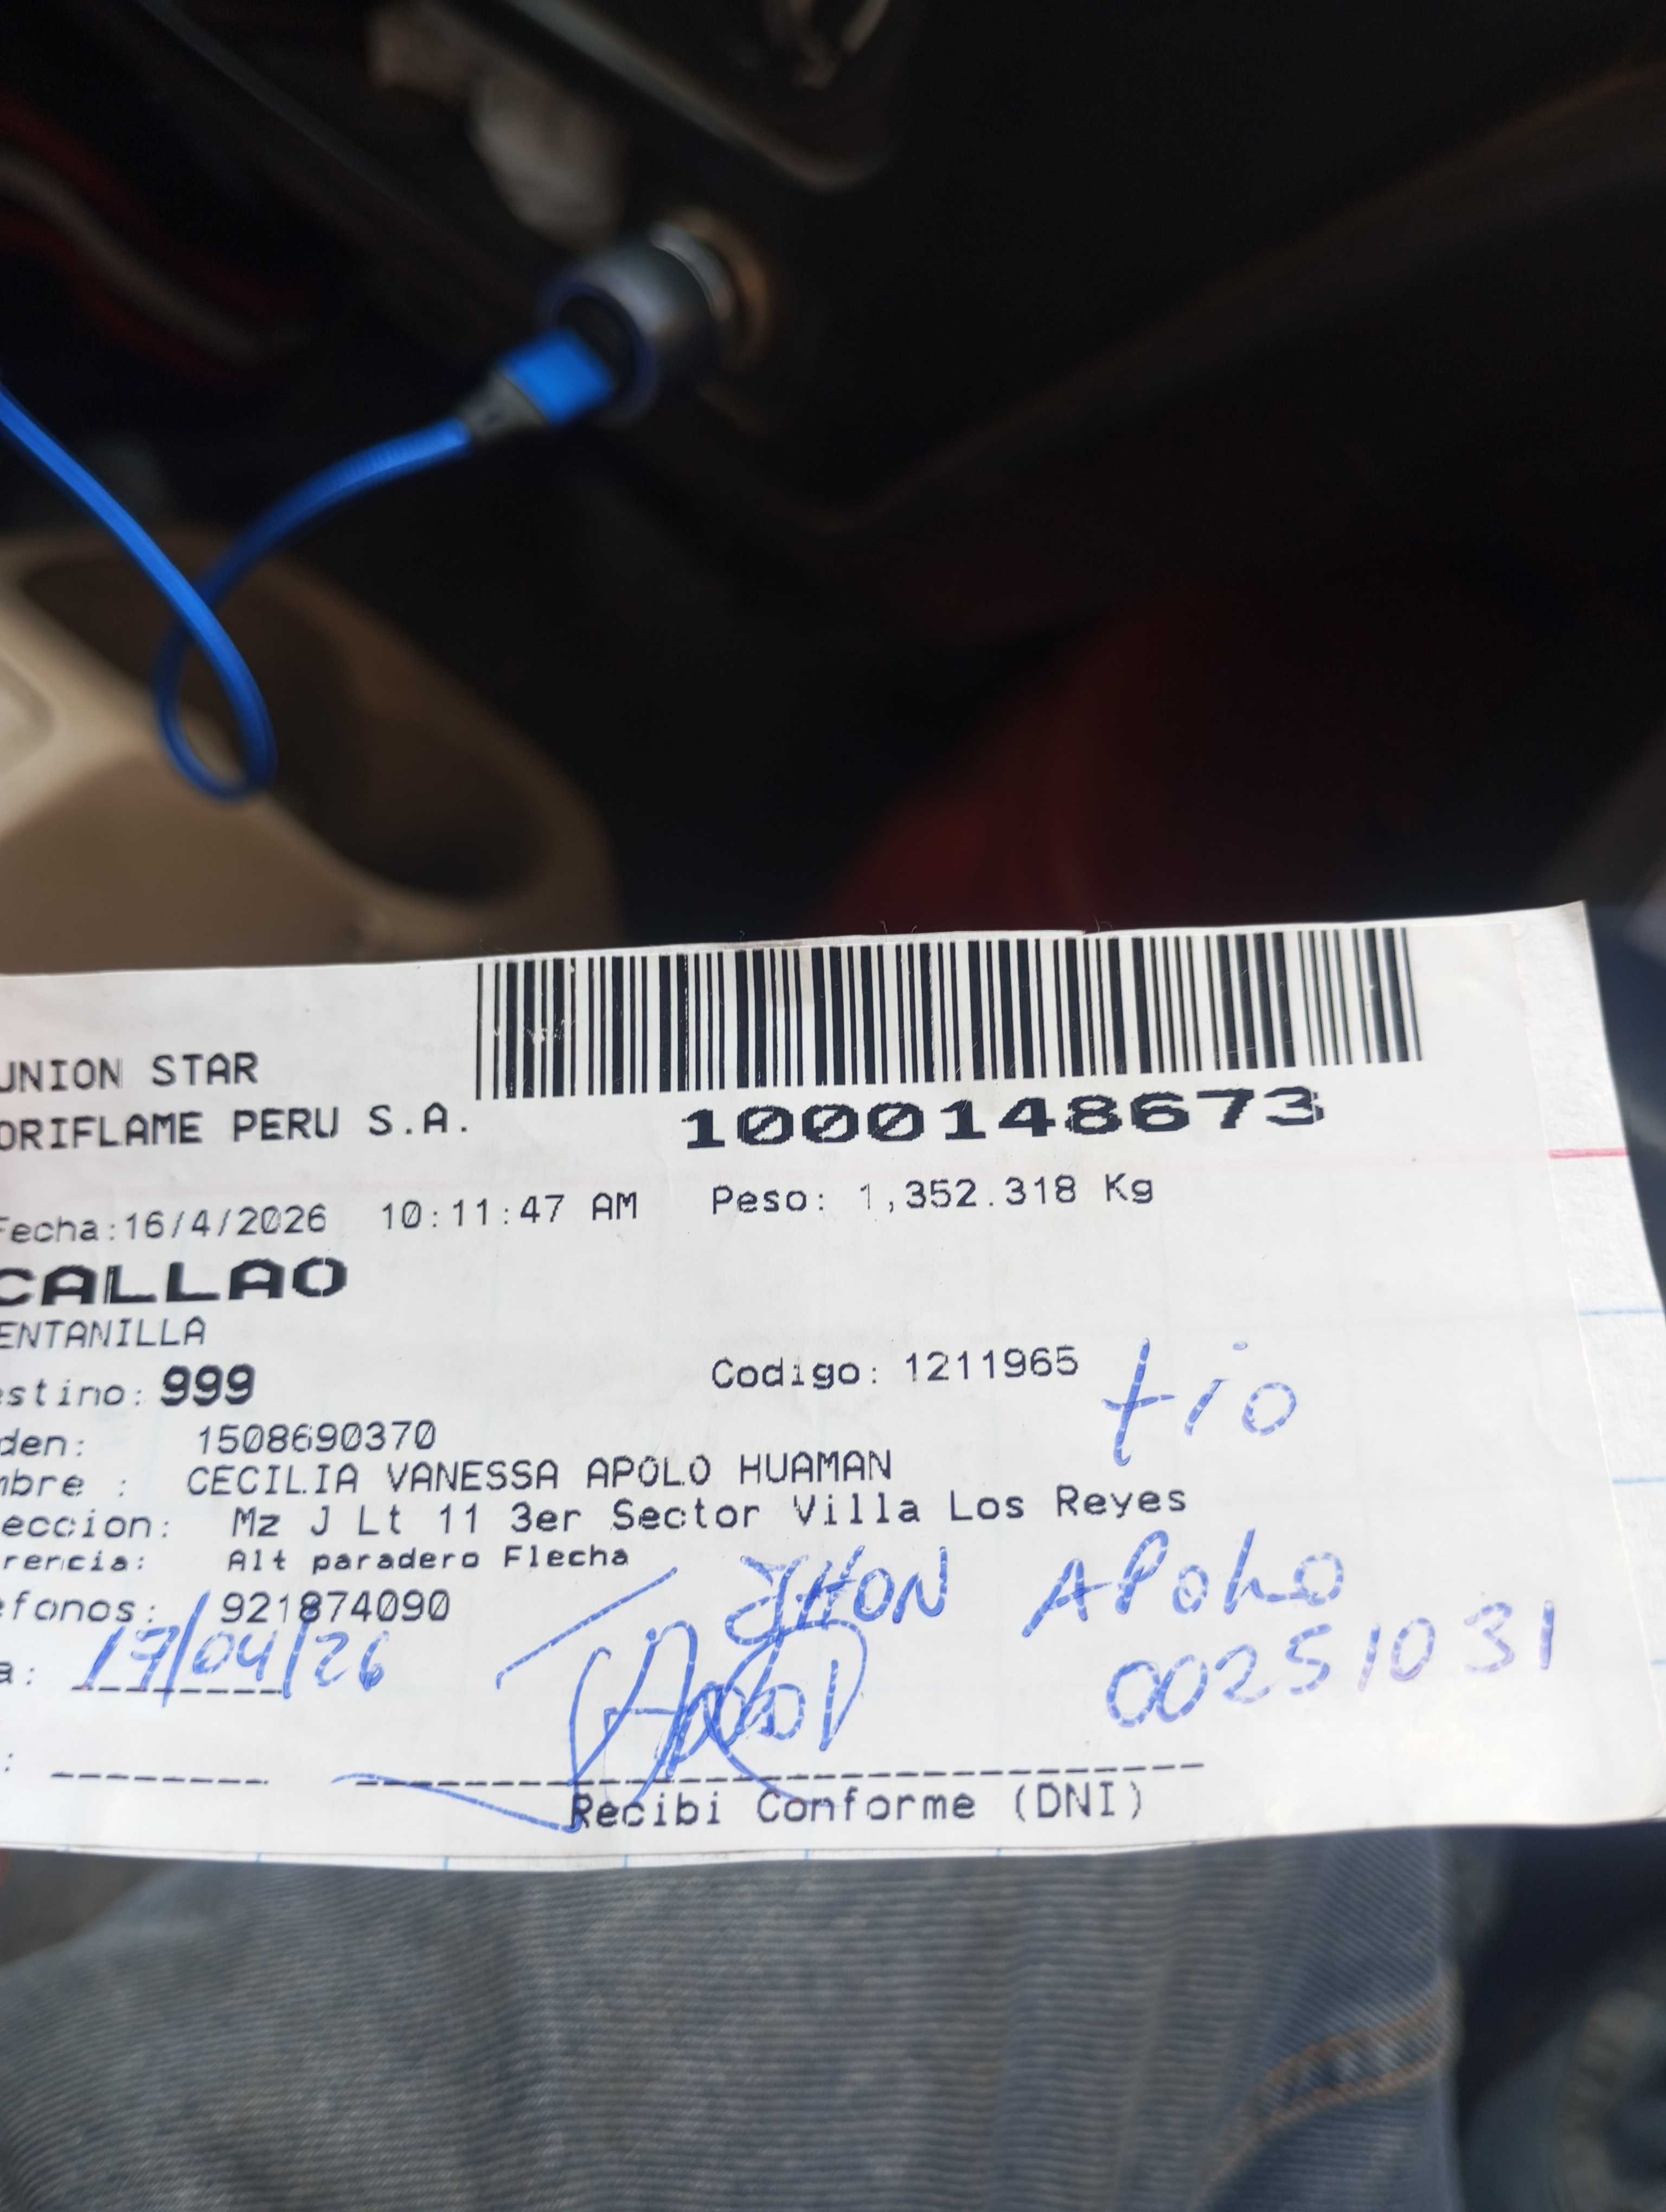 UNION STAR
ORIFLAME PERU S.A.
1000148673
Fecha:16/4/2026 10:11:47 AM Peso: 1,352.318 Kg
CALLAO
ENTANILLA
estino: 999 Codigo: 1211965 tio
den: 1508690370
mbre : CECILIA VANESSA APOLO HUAMAN
eccion: Mz J Lt 11 3er Sector Villa Los Reyes
rencia: Alt paradero Flecha
efonos: 921874090 JHON APOLO
a: 17/04/26 00251031
:
Recibi Conforme (DNI)